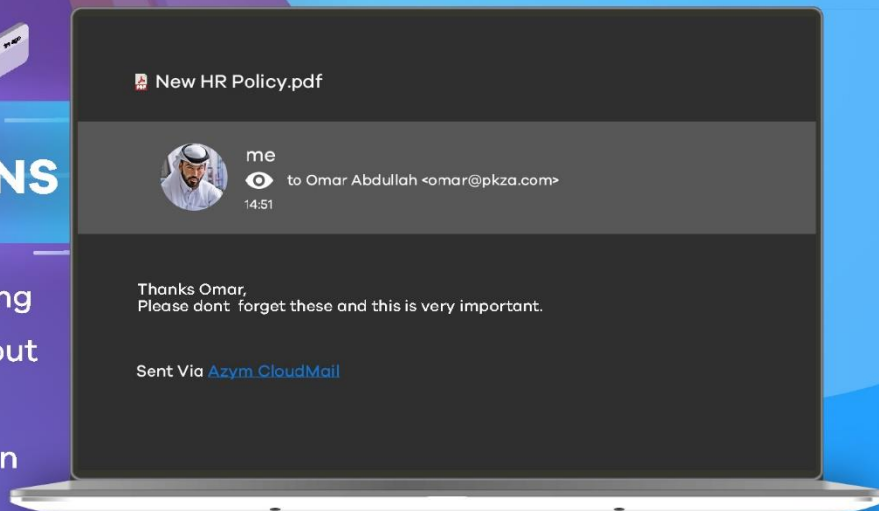 NS
ng
out
n
New HR Policy.pdf
me
to Omar Abdullah <omar@pkza.com>
14:51
Thanks Omar,
Please dont forget these and this is very important.
Sent Via Azym CloudMail